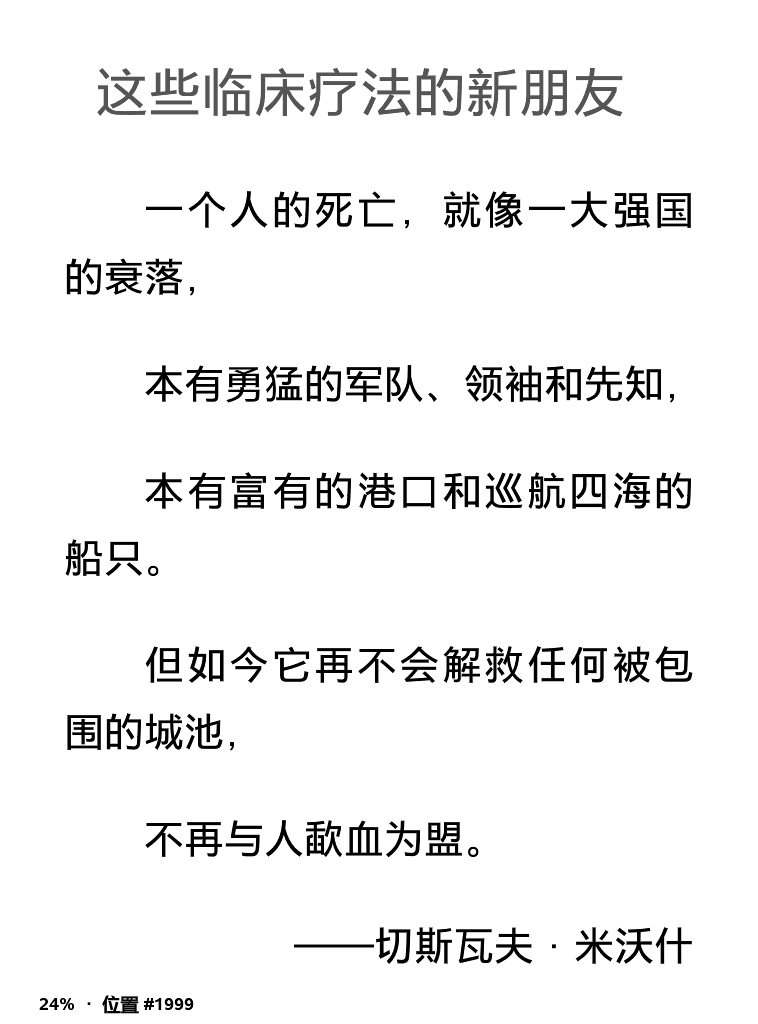 这些临床疗法的新朋友
一个人的死亡，就像一大强国
的衰落，
本有勇猛的军队、领袖和先知，
本有富有的港口和巡航四海的
船只。
但如今它再不会解救任何被包
围的城池，
不再与人歃血为盟。
——切斯瓦夫·米沃什
24% · 位置 #1999